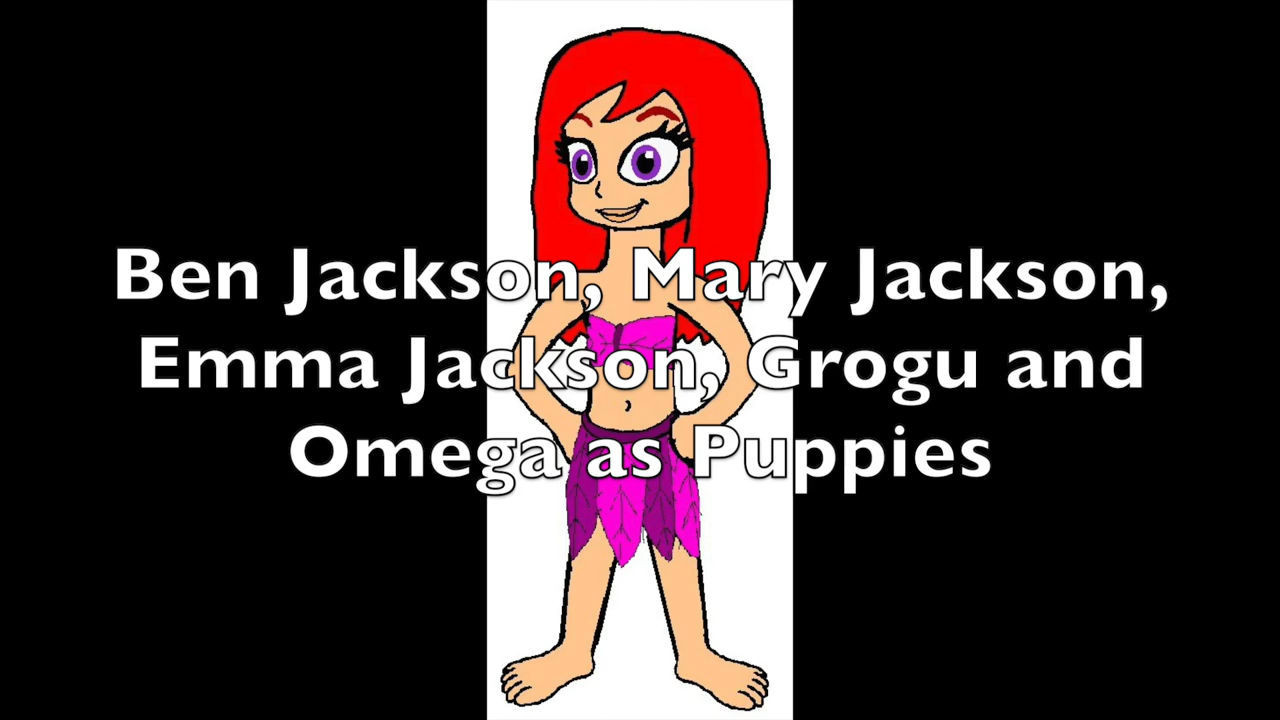 Ben Jackson, Mary Jackson,
Emma Jackson, Grogu and
Omega as Puppies